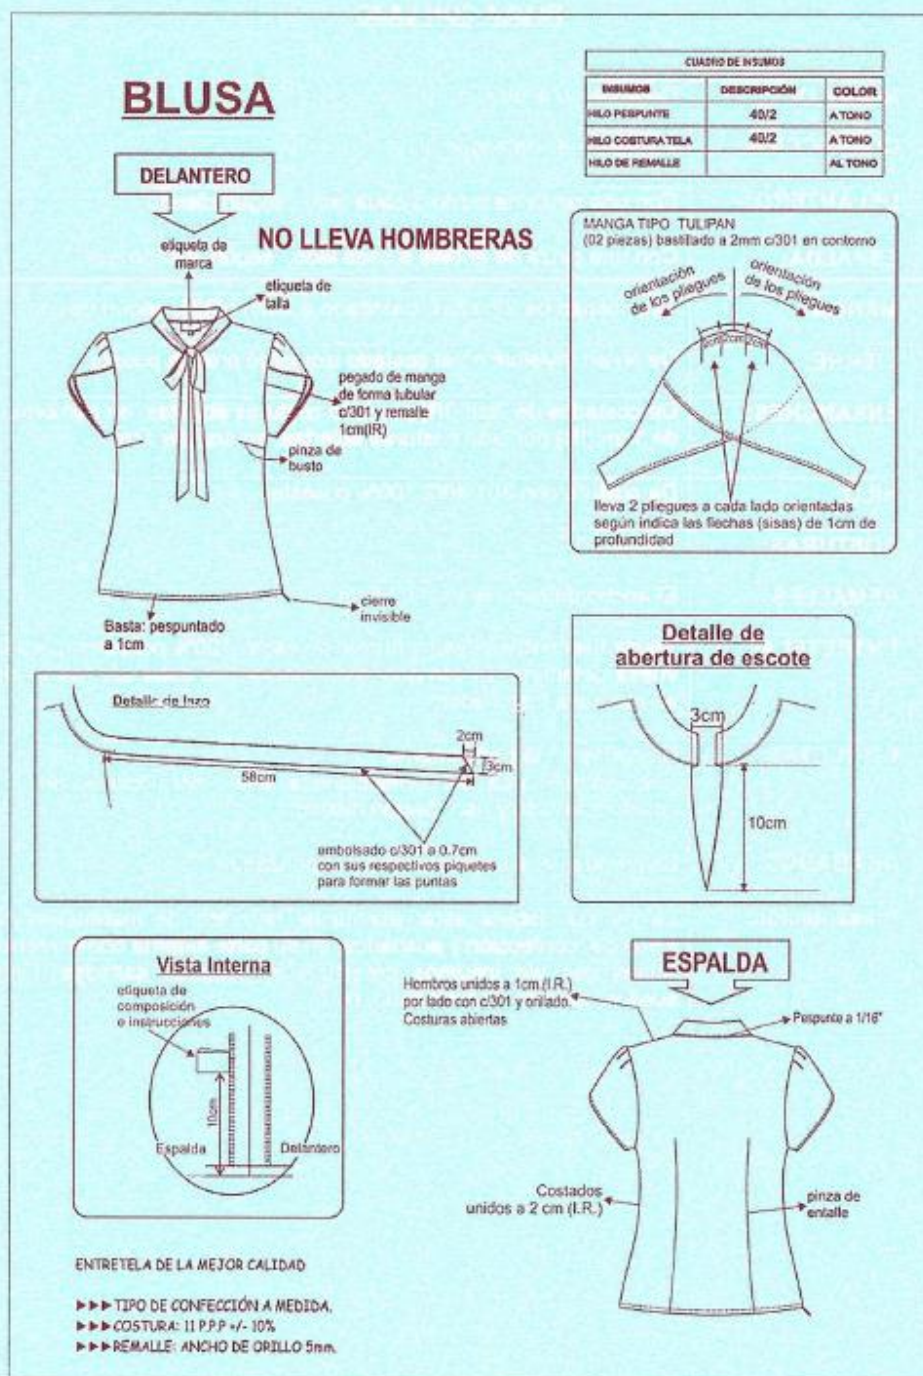 BLUSA
CUADRO DE INSUMOS
INSUMOS DESCRIPCIÓN COLOR
HILO PESPUNTE 40/2 A TONO
HILO COSTURA TELA 40/2 A TONO
HILO DE REMALLE AL TONO
DELANTERO
NO LLEVA HOMBRERAS
etiqueta de
marca
etiqueta de
talla
pegado de manga
de forma tubular
c/301 y remalle
1cm(IR)
pinza de
busto
cierre
invisible
Basta: pespuntado
a 1cm
MANGA TIPO TULIPAN
(02 piezas) bastillado a 2mm c/301 en contorno
orientación
de los pliegues
orientación
de los pliegues
lleva 2 pliegues a cada lado orientadas
según indica las flechas (sisas) de 1cm de
profundidad
Detalle de lazo
2cm
3cm
58cm
embolsado c/301 a 0.7cm
con sus respectivos piquetes
para formar las puntas
Detalle de
abertura de escote
3cm
10cm
Vista Interna
etiqueta de
composición
e instrucciones
10cm
Espalda
Delantero
ESPALDA
Hombros unidos a 1cm.(I.R.)
por lado con c/301 y orillado.
Costuras abiertas
Pespunte a 1/16"
Costados
unidos a 2 cm (I.R.)
pinza de
entalle
ENTRETELA DE LA MEJOR CALIDAD
►►►TIPO DE CONFECCIÓN A MEDIDA.
►►►COSTURA: 11 P.P.P +/- 10%
►►►REMALLE: ANCHO DE ORILLO 5mm.